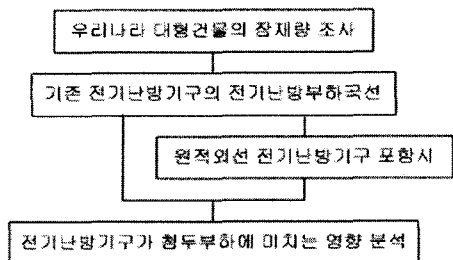 우리나라 대형건물의 잠재량 조사
기존 전기난방기구의 전기난방부하곡선
원적외선 전기난방기구 포함시
전기난방기구가 첨두부하에 미치는 영향 분석